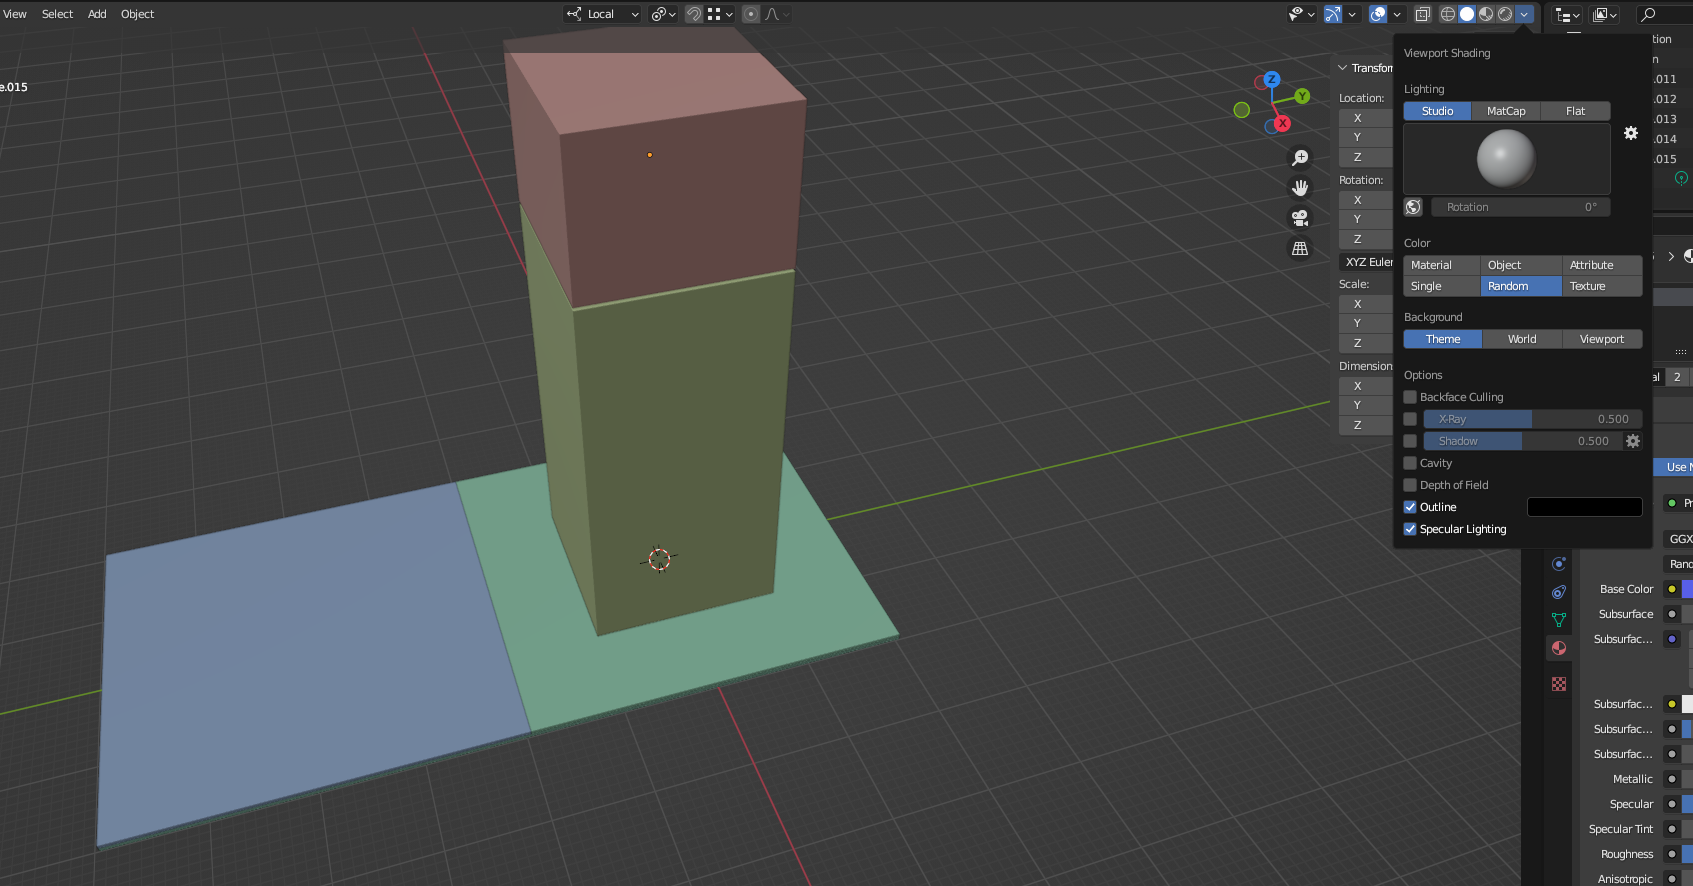 View Select Add Object Local
e.015
Z
Y
X
Transfor
Location:
X
Y
Z
Rotation:
X
Y
Z
XYZ Euler
Scale:
X
Y
Z
Dimension
X
Y
Z
Viewport Shading
Lighting
Studio MatCap Flat
Rotation 0°
Color
Material Object Attribute
Single Random Texture
Background
Theme World Viewport
Options
Backface Culling
X-Ray 0.500
Shadow 0.500
Cavity
Depth of Field
Outline
Specular Lighting
tion
n
.011
.012
.013
.014
.015
al 2
Use N
Pr
GGX
Rand
Base Color
Subsurface
Subsurfac...
Subsurfac...
Subsurfac...
Subsurfac...
Metallic
Specular
Specular Tint
Roughness
Anisotropic